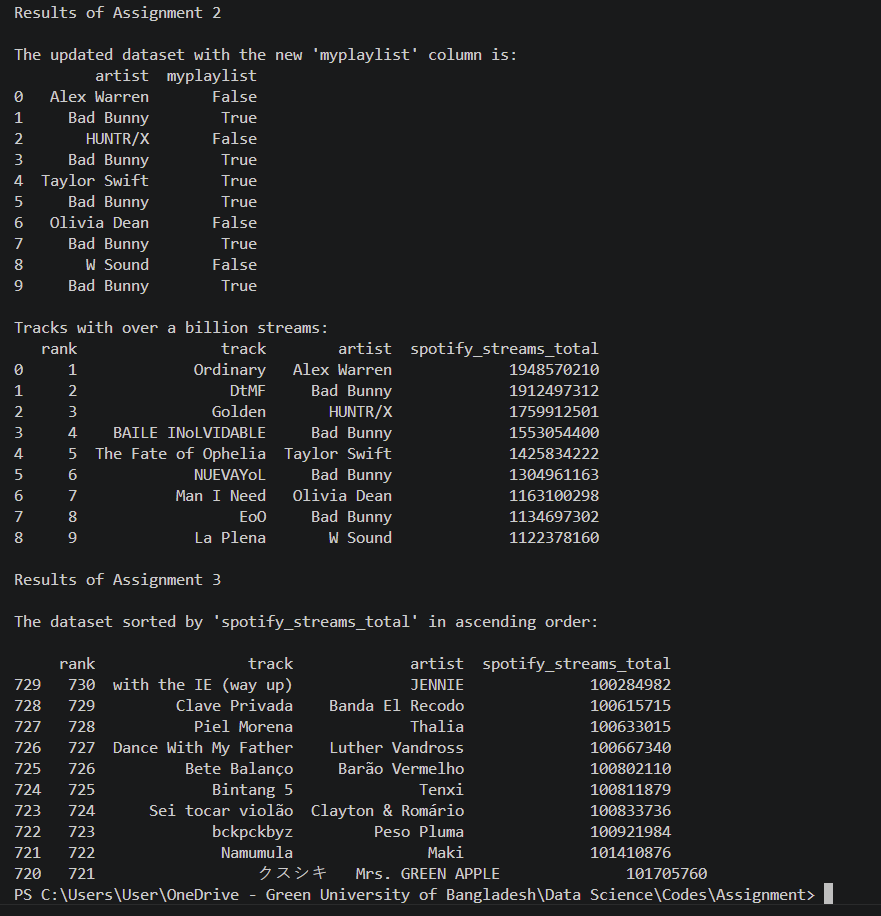 Results of Assignment 2
The updated dataset with the new 'myplaylist' column is:
artist myplaylist
0 Alex Warren False
1 Bad Bunny True
2 HUNTR/X False
3 Bad Bunny True
4 Taylor Swift True
5 Bad Bunny True
6 Olivia Dean False
7 Bad Bunny True
8 W Sound False
9 Bad Bunny True
Tracks with over a billion streams:
rank track artist spotify_streams_total
0 1 Ordinary Alex Warren 1948570210
1 2 DtMF Bad Bunny 1912497312
2 3 Golden HUNTR/X 1759912501
3 4 BAILE INoLVIDABLE Bad Bunny 1553054400
4 5 The Fate of Ophelia Taylor Swift 1425834222
5 6 NUEVAYoL Bad Bunny 1304961163
6 7 Man I Need Olivia Dean 1163100298
7 8 EoO Bad Bunny 1134697302
8 9 La Plena W Sound 1122378160
Results of Assignment 3
The dataset sorted by 'spotify_streams_total' in ascending order:
rank track artist spotify_streams_total
729 730 with the IE (way up) JENNIE 100284982
728 729 Clave Privada Banda El Recodo 100615715
727 728 Piel Morena Thalia 100633015
726 727 Dance With My Father Luther Vandross 100667340
725 726 Bete Balanço Barão Vermelho 100802110
724 725 Bintang 5 Tenxi 100811879
723 724 Sei tocar violão Clayton & Romário 100833736
722 723 bckpckbyz Peso Pluma 100921984
721 722 Namumula Maki 101410876
720 721 クスシキ Mrs. GREEN APPLE 101705760
PS C:\Users\User\OneDrive - Green University of Bangladesh\Data Science\Codes\Assignment>